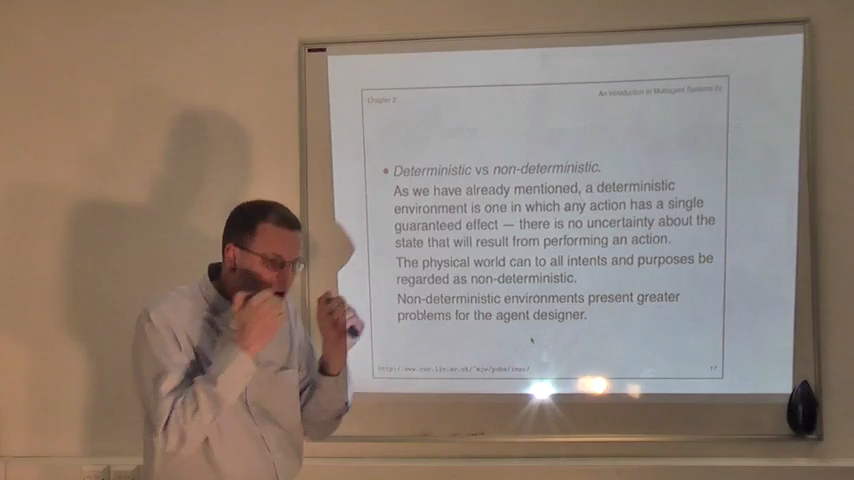 Chapter 2
An Introduction to Multiagent Systems 2e
Deterministic vs non-deterministic.
As we have already mentioned, a deterministic
environment is one in which any action has a single
guaranteed effect — there is no uncertainty about the
state that will result from performing an action.
The physical world can to all intents and purposes be
regarded as non-deterministic.
Non-deterministic environments present greater
problems for the agent designer.
17